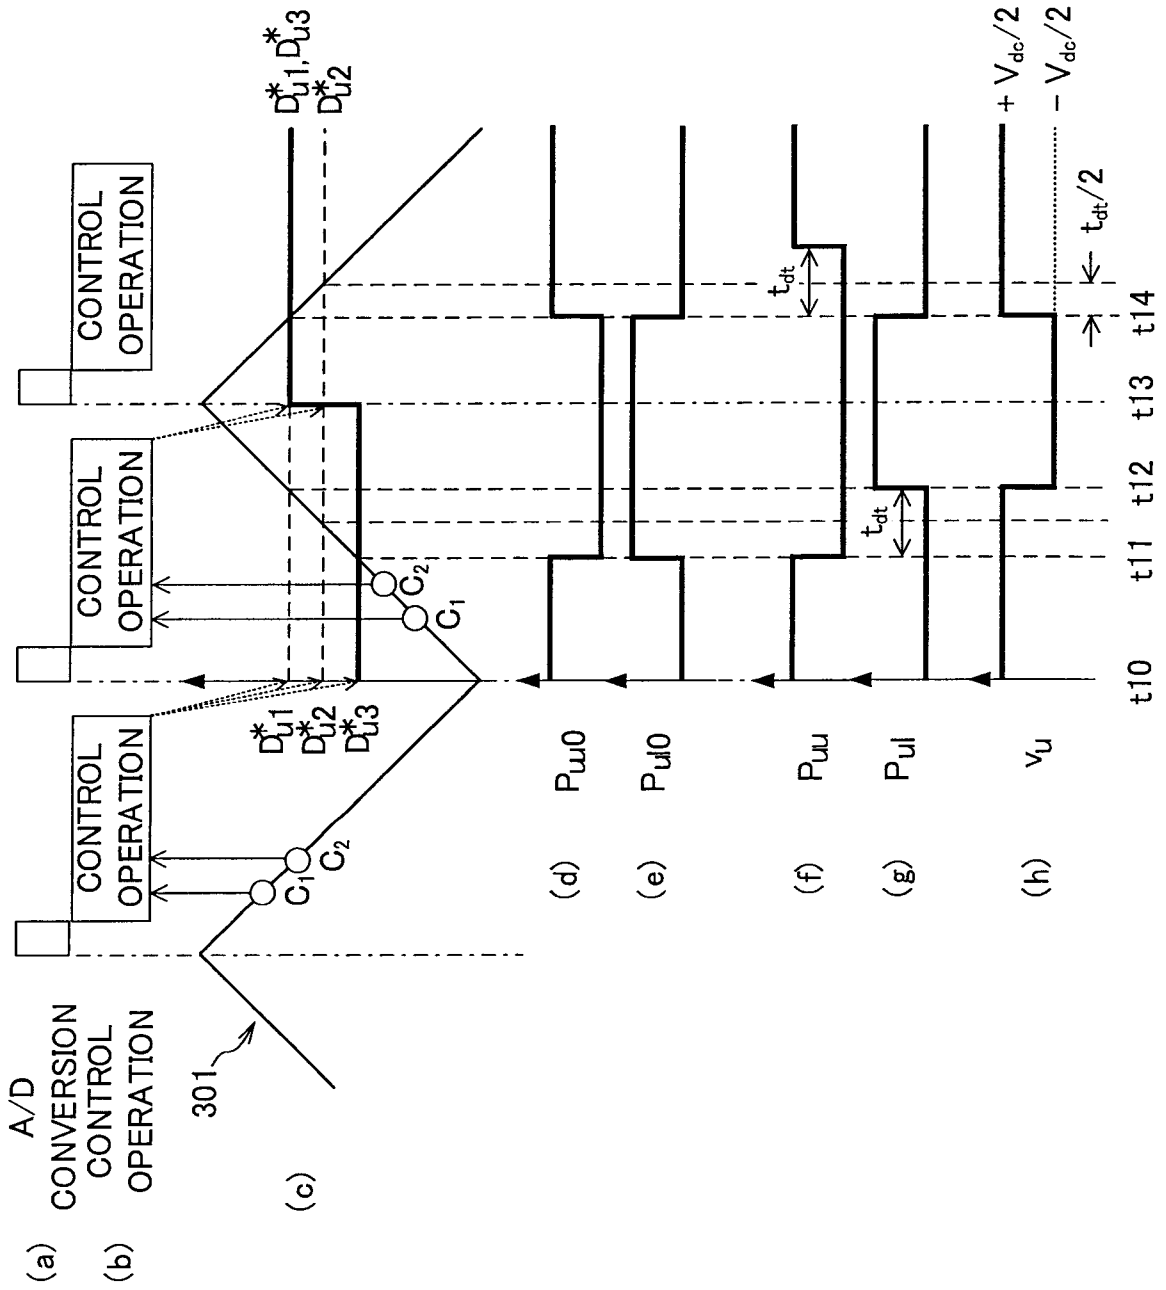 (a) A/D CONVERSION
(b) CONTROL OPERATION
CONTROL OPERATION
CONTROL OPERATION
CONTROL OPERATION
(c)
301
C1
C2
C1
C2
D*u1
D*u2
D*u3
D*u1, D*u3
D*u2
(d) Puu0
(e) Pul0
(f) Puu
tdt
(g) Pul
tdt
(h) vu
+ Vdc/2
− Vdc/2
tdt/2
t10 t11 t12 t13 t14